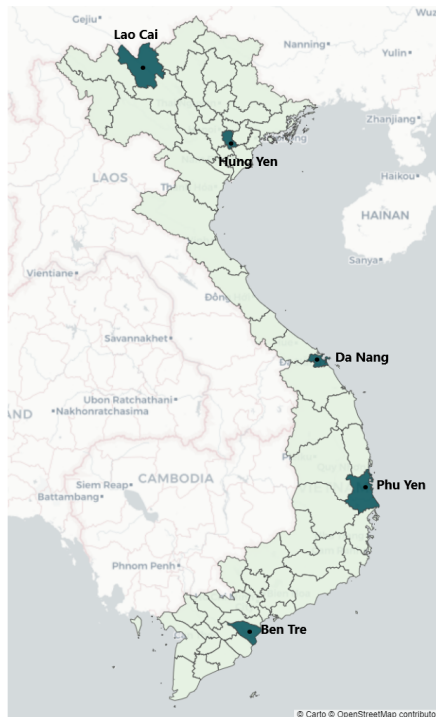 Gejiu
Lao Cai
Nanning
Yulin
Zhanjiang
Hung Yen
LAOS
Haikou
HAINAN
Sanya
Vientiane
Savannakhet
Da Nang
Ubon Ratchathani
Nakhonratchasima
Phu Yen
CAMBODIA
Siem Reap
Battambang
Phnom Penh
Ben Tre
© Carto © OpenStreetMap contributo